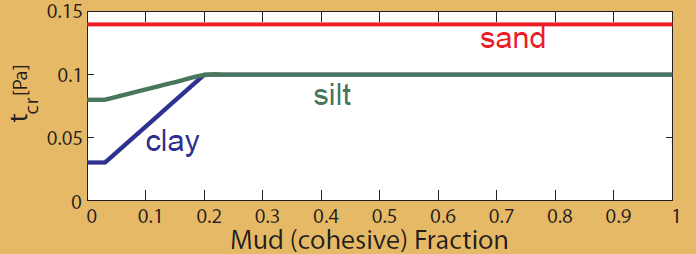 0.15
sand
0.1
t_cr [Pa]
silt
0.05
clay
0
0 0.1 0.2 0.3 0.4 0.5 0.6 0.7 0.8 0.9 1
Mud (cohesive) Fraction